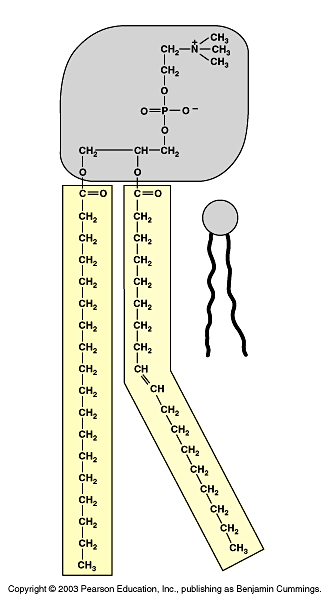 CH₃
CH₂—N⁺—CH₃
CH₃
CH₂
O
O=P—O⁻
O
CH₂ CH CH₂
O O
C=O C=O
CH₂ CH₂
CH₂ CH₂
CH₂ CH₂
CH₂ CH₂
CH₂ CH₂
CH₂ CH₂
CH₂ CH₂
CH₂ CH
CH₂ CH
CH₂ CH₂
CH₂ CH₂
CH₂ CH₂
CH₂ CH₂
CH₂ CH₂
CH₂ CH₂
CH₂ CH₂
CH₃
CH₃
Copyright © 2003 Pearson Education, Inc., publishing as Benjamin Cummings.